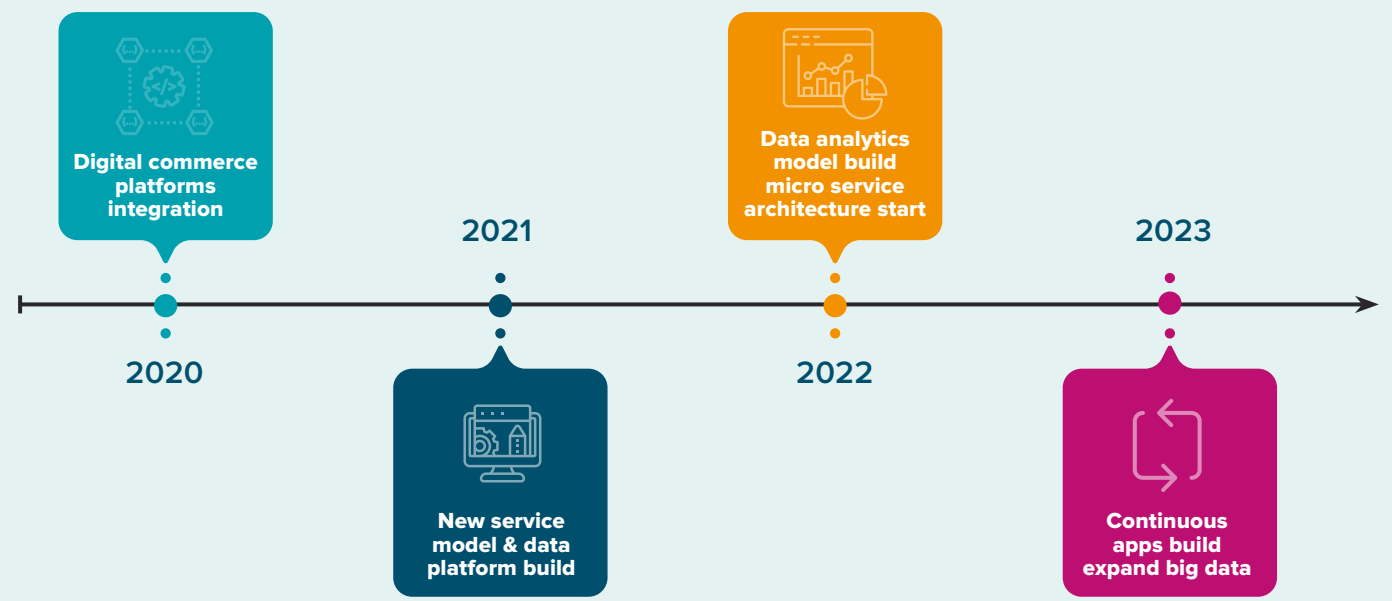 Digital commerce
platforms
integration
2020
2021
New service
model & data
platform build
Data analytics
model build
micro service
architecture start
2022
2023
Continuous
apps build
expand big data